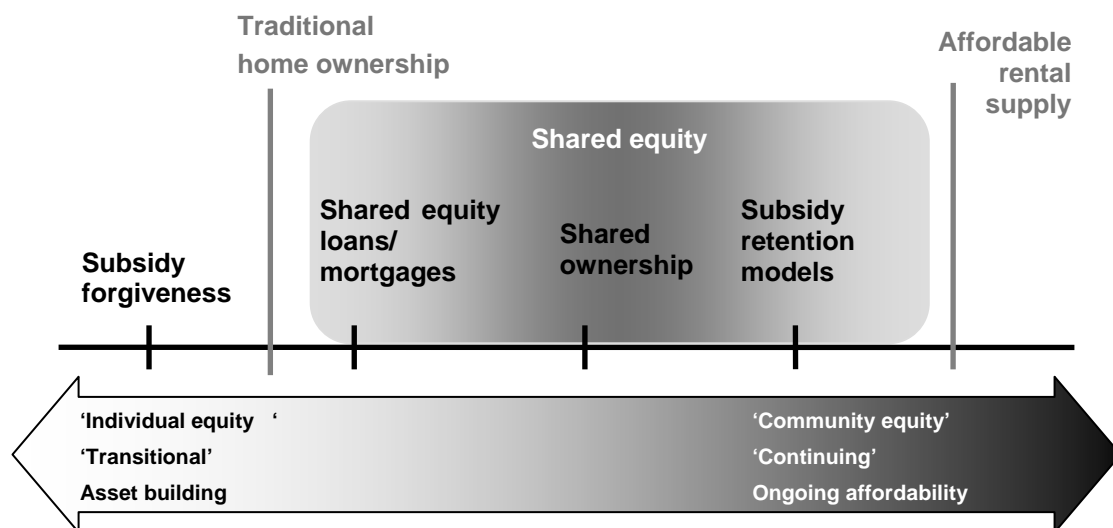 Traditional
home ownership
Affordable
rental
supply
Shared equity
Shared equity
loans/
mortgages
Shared
ownership
Subsidy
retention
models
Subsidy
forgiveness
‘Individual equity ‘
‘Transitional’
Asset building
‘Community equity’
‘Continuing’
Ongoing affordability